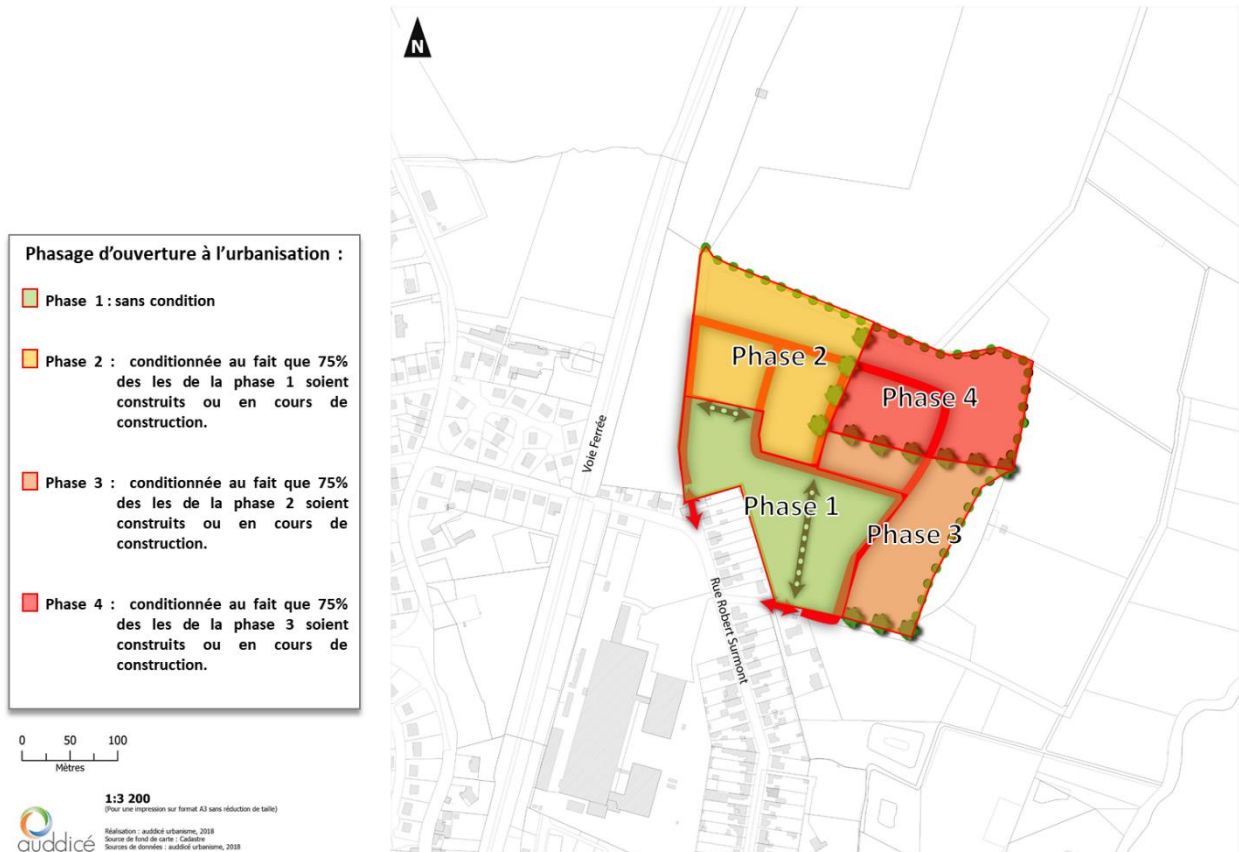 N
Phasage d'ouverture à l'urbanisation :
Phase 1 : sans condition
Phase 2 : conditionnée au fait que 75%
des les de la phase 1 soient
construits ou en cours de
construction.
Phase 3 : conditionnée au fait que 75%
des les de la phase 2 soient
construits ou en cours de
construction.
Phase 4 : conditionnée au fait que 75%
des les de la phase 3 soient
construits ou en cours de
construction.
0 50 100
Mètres
1:3 200
(Pour une impression sur format A3 sans réduction de taille)
Réalisation : auddicé urbanisme, 2018
Source de fond de carte : Cadastre
Sources de données : auddicé urbanisme, 2018
auddicé
Phase 2
Phase 4
Phase 1
Phase 3
Voie Ferrée
Rue Robert Surmont